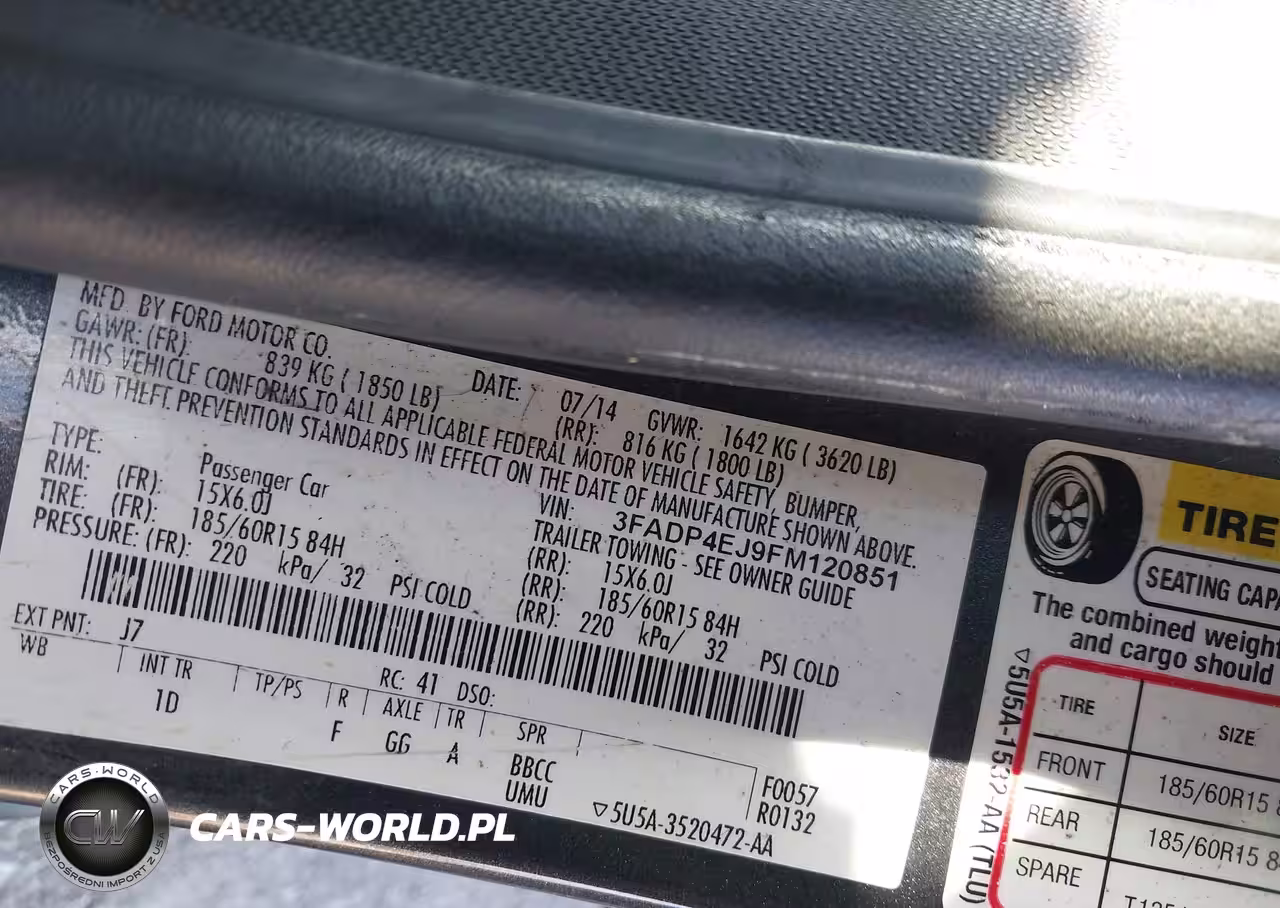 MFD. BY FORD MOTOR CO.
DATE: 07/14 GVWR: 1642 KG ( 3620 LB)
GAWR: (FR): 839 KG ( 1850 LB) (RR): 816 KG ( 1800 LB)
THIS VEHICLE CONFORMS TO ALL APPLICABLE FEDERAL MOTOR VEHICLE SAFETY, BUMPER,
AND THEFT PREVENTION STANDARDS IN EFFECT ON THE DATE OF MANUFACTURE SHOWN ABOVE.
VIN: 3FADP4EJ9FM120851
TYPE: Passenger Car TRAILER TOWING - SEE OWNER GUIDE
RIM: (FR): 15X6.0J (RR): 15X6.0J
TIRE: (FR): 185/60R15 84H (RR): 185/60R15 84H
PRESSURE: (FR): 220 kPa/ 32 PSI COLD (RR): 220 kPa/ 32 PSI COLD
EXT PNT: J7 RC: 41 DSO:
WB INT TR TP/PS R AXLE TR SPR
1D F GG A BBCC F0057
UMU R0132
▽5U5A-3520472-AA
TIRE
SEATING CAPA
The combined weight
and cargo should
▽5U5A-1532-AA (TLU)
TIRE SIZE
FRONT 185/60R15
REAR 185/60R15 8
SPARE
CARS-WORLD
CW
BEZPOŚREDNI IMPORT Z USA
CARS-WORLD.PL